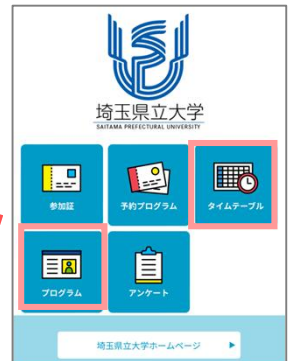 埼玉県立大学
SAITAMA PREFECTURAL UNIVERSITY
参加証
予約プログラム
タイムテーブル
プログラム
アンケート
埼玉県立大学ホームページ